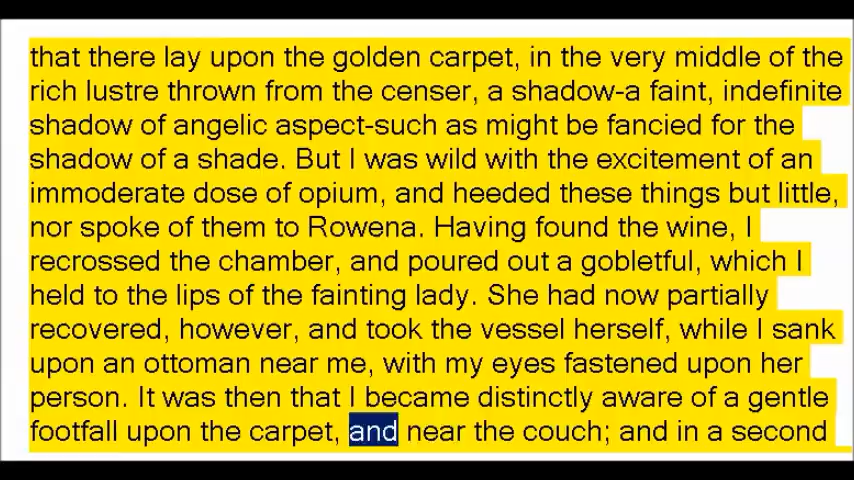 that there lay upon the golden carpet, in the very middle of the
rich lustre thrown from the censer, a shadow-a faint, indefinite
shadow of angelic aspect-such as might be fancied for the
shadow of a shade. But I was wild with the excitement of an
immoderate dose of opium, and heeded these things but little,
nor spoke of them to Rowena. Having found the wine, I
recrossed the chamber, and poured out a gobletful, which I
held to the lips of the fainting lady. She had now partially
recovered, however, and took the vessel herself, while I sank
upon an ottoman near me, with my eyes fastened upon her
person. It was then that I became distinctly aware of a gentle
footfall upon the carpet, and near the couch; and in a second